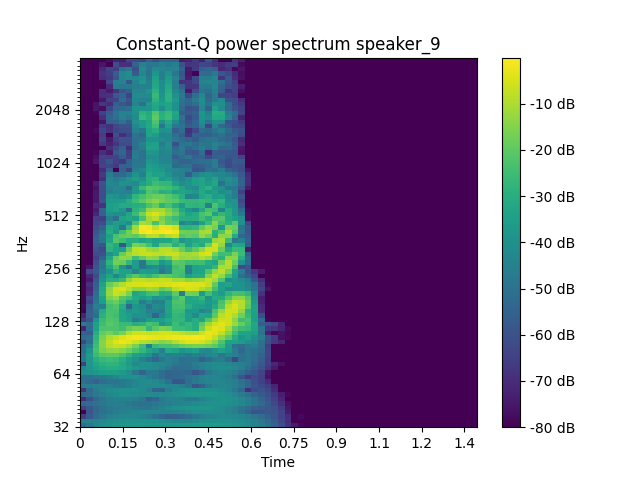 Constant-Q power spectrum speaker_9
2048
1024
512
256
128
64
32
Hz
0 0.15 0.3 0.45 0.6 0.75 0.9 1.1 1.2 1.4
Time
-10 dB
-20 dB
-30 dB
-40 dB
-50 dB
-60 dB
-70 dB
-80 dB